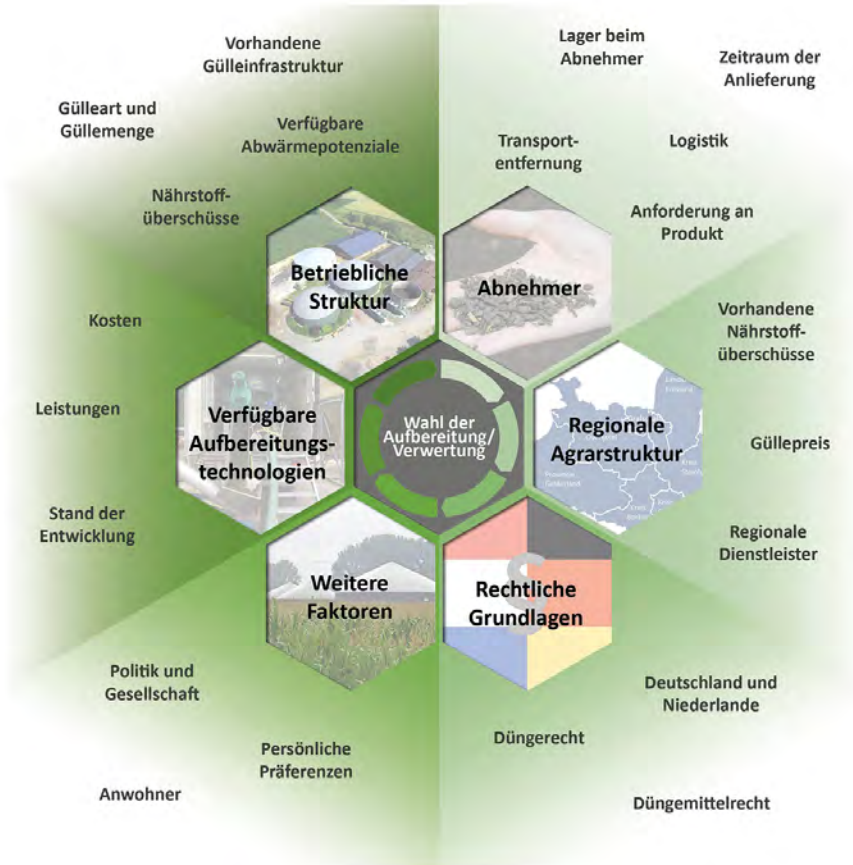 Vorhandene
Gülleinfrastruktur
Gülleart und
Güllemenge
Verfügbare
Abwärmepotenziale
Nährstoff-
überschüsse
Betriebliche
Struktur
Lager beim
Abnehmer
Zeitraum der
Anlieferung
Transport-
entfernung
Logistik
Anforderung an
Produkt
Abnehmer
Kosten
Leistungen
Stand der
Entwicklung
Verfügbare
Aufbereitungs-
technologien
Wahl der
Aufbereitung/
Verwertung
Regionale
Agrarstruktur
Vorhandene
Nährstoff-
überschüsse
Güllepreis
Regionale
Dienstleister
Weitere
Faktoren
Politik und
Gesellschaft
Persönliche
Präferenzen
Anwohner
§
Rechtliche
Grundlagen
Deutschland und
Niederlande
Düngerecht
Düngemittelrecht